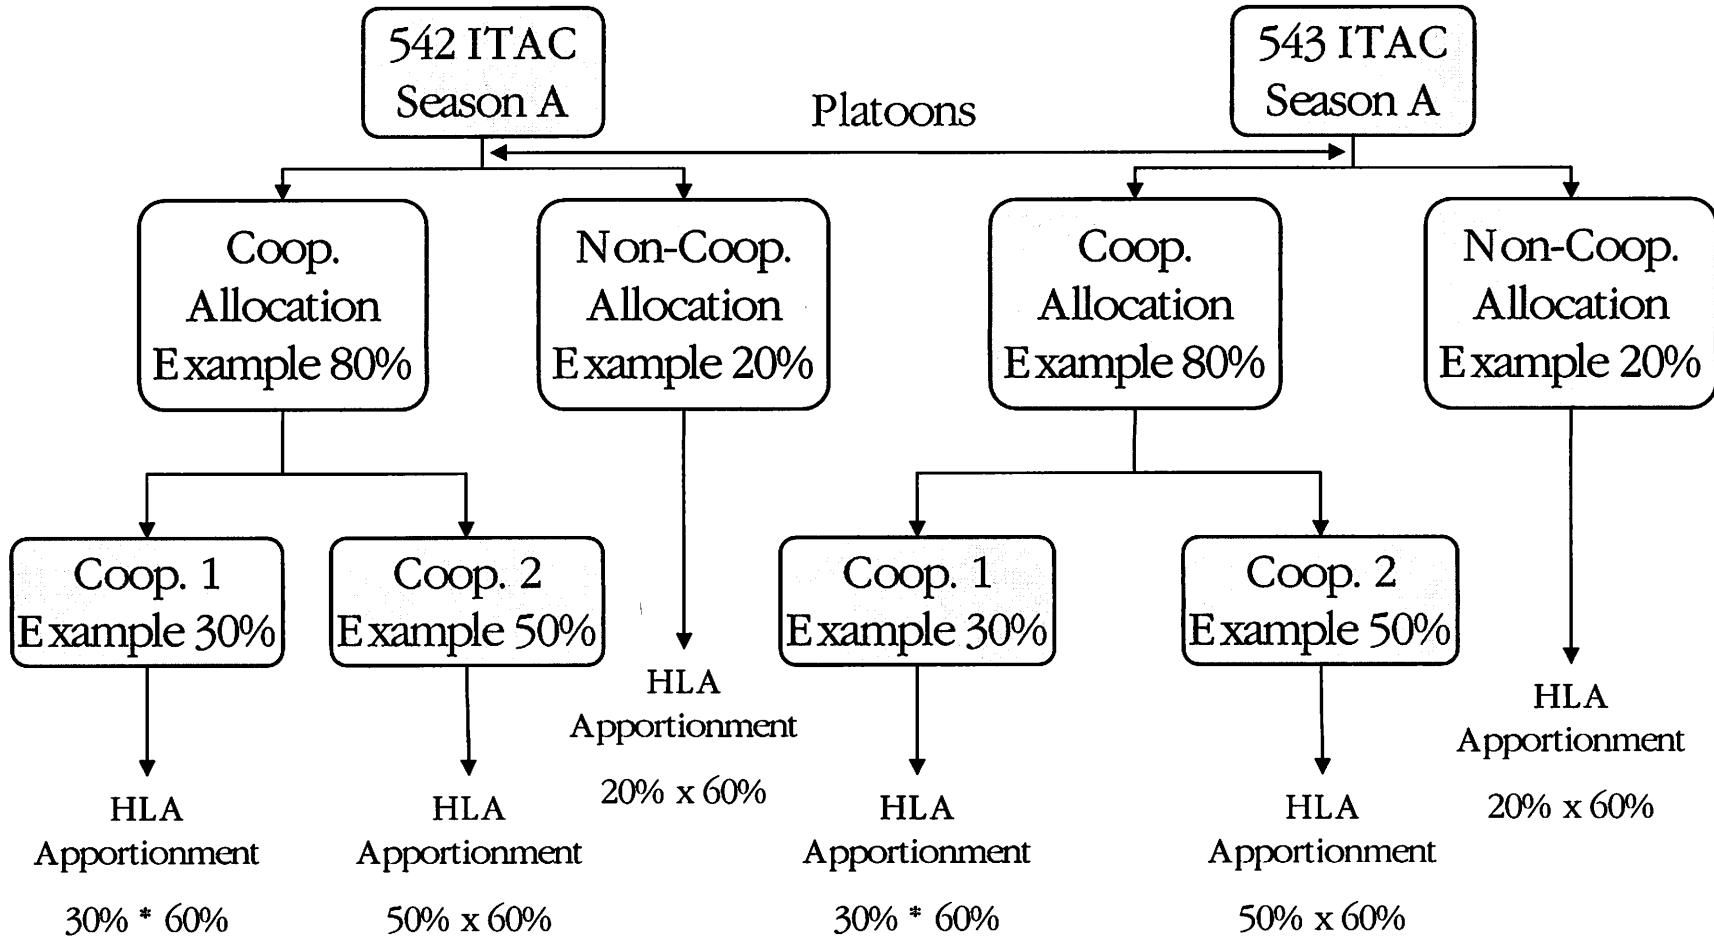 542 ITAC
Season A
543 ITAC
Season A
Platoons
Coop.
Allocation
Example 80%
Non-Coop.
Allocation
Example 20%
Coop.
Allocation
Example 80%
Non-Coop.
Allocation
Example 20%
Coop. 1
Example 30%
Coop. 2
Example 50%
Coop. 1
Example 30%
Coop. 2
Example 50%
HLA
Apportionment
20% x 60%
HLA
Apportionment
20% x 60%
HLA
Apportionment
30% * 60%
HLA
Apportionment
50% x 60%
HLA
Apportionment
30% * 60%
HLA
Apportionment
50% x 60%